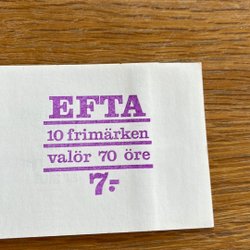 EFTA
10 frimärken
valör 70 öre
7.-